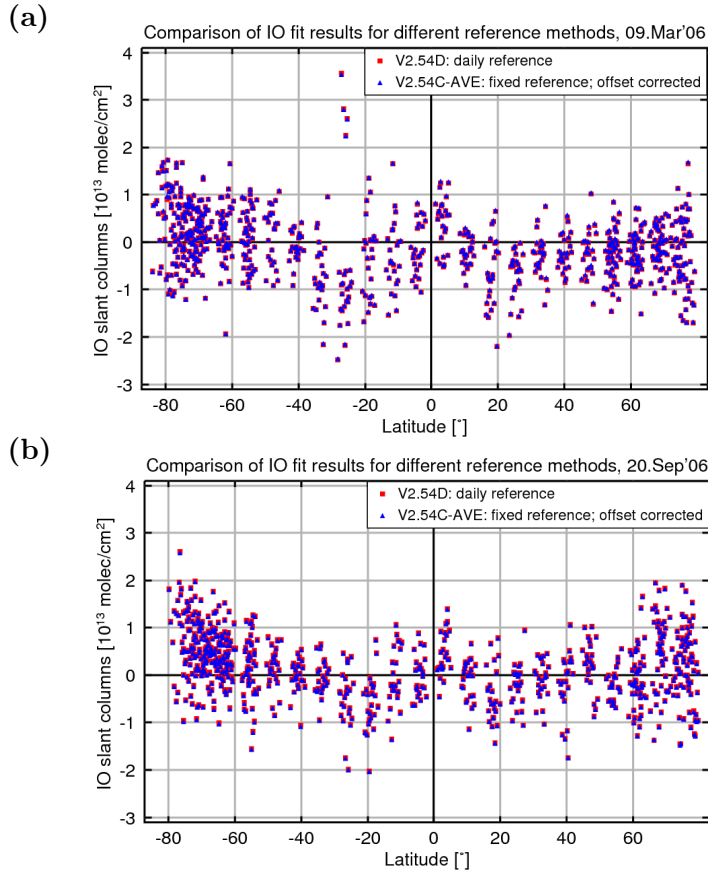 (a)
Comparison of IO fit results for different reference methods, 09.Mar'06
V2.54D: daily reference
V2.54C-AVE: fixed reference; offset corrected
IO slant columns [10¹³ molec/cm²]
4
3
2
1
0
-1
-2
-3
-80 -60 -40 -20 0 20 40 60
Latitude [°]
(b)
Comparison of IO fit results for different reference methods, 20.Sep'06
V2.54D: daily reference
V2.54C-AVE: fixed reference; offset corrected
IO slant columns [10¹³ molec/cm²]
4
3
2
1
0
-1
-2
-3
-80 -60 -40 -20 0 20 40 60 80
Latitude [°]